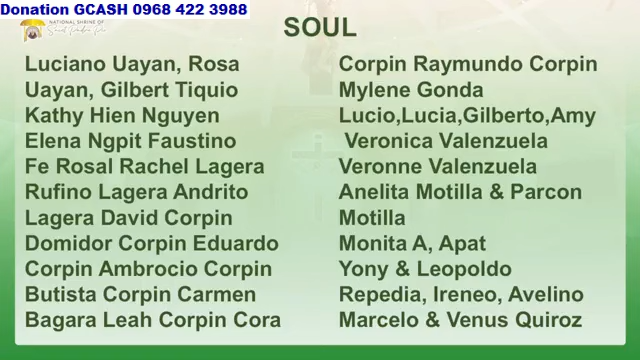 Donation GCASH 0968 422 3988
NATIONAL SHRINE OF
SOUL
Luciano Uayan, Rosa
Uayan, Gilbert Tiquio
Kathy Hien Nguyen
Elena Ngpit Faustino
Fe Rosal Rachel Lagera
Rufino Lagera Andrito
Lagera David Corpin
Domidor Corpin Eduardo
Corpin Ambrocio Corpin
Butista Corpin Carmen
Bagara Leah Corpin Cora
Corpin Raymundo Corpin
Mylene Gonda
Lucio,Lucia,Gilberto,Amy
Veronica Valenzuela
Veronne Valenzuela
Anelita Motilla & Parcon
Motilla
Monita A, Apat
Yony & Leopoldo
Repedia, Ireneo, Avelino
Marcelo & Venus Quiroz